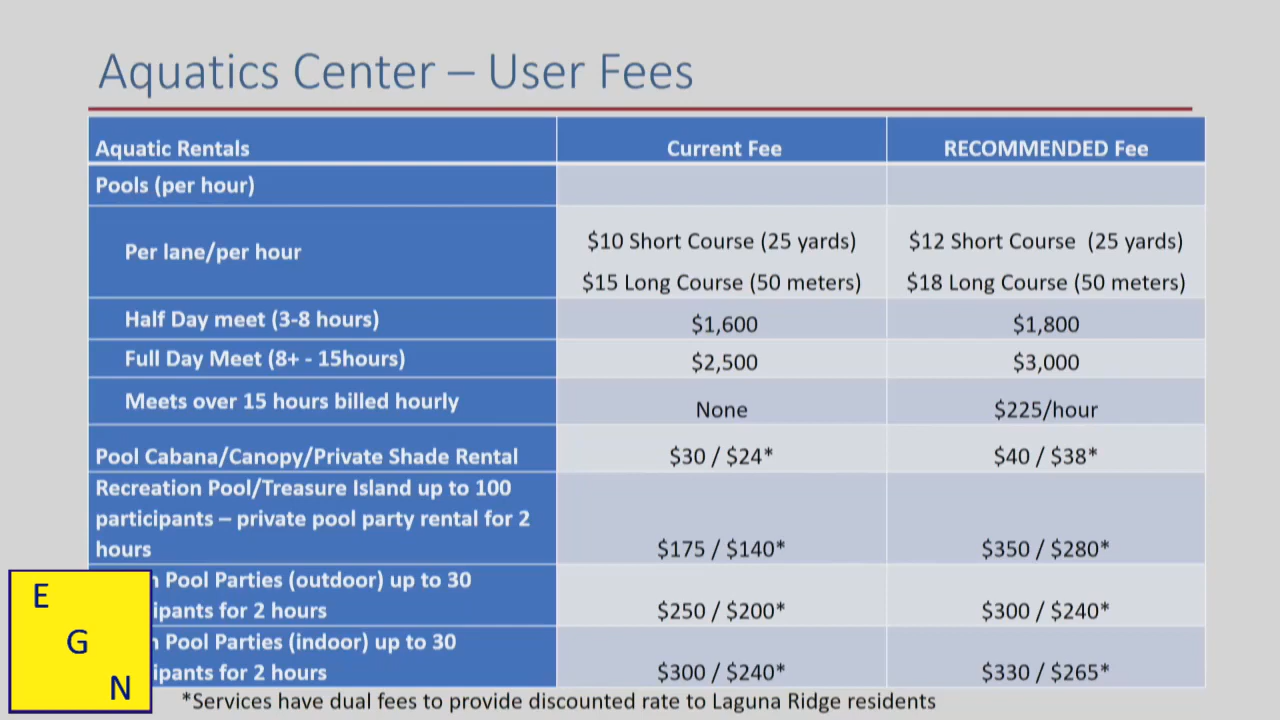 Aquatics Center – User Fees
Aquatic Rentals Current Fee RECOMMENDED Fee
Pools (per hour)
Per lane/per hour
$10 Short Course (25 yards) $12 Short Course (25 yards)
$15 Long Course (50 meters) $18 Long Course (50 meters)
Half Day meet (3-8 hours) $1,600 $1,800
Full Day Meet (8+ - 15hours) $2,500 $3,000
Meets over 15 hours billed hourly None $225/hour
Pool Cabana/Canopy/Private Shade Rental $30 / $24* $40 / $38*
Recreation Pool/Treasure Island up to 100
participants – private pool party rental for 2
hours $175 / $140* $350 / $280*
Pool Parties (outdoor) up to 30
for 2 hours $250 / $200* $300 / $240*
Pool Parties (indoor) up to 30
for 2 hours $300 / $240* $330 / $265*
*Services have dual fees to provide discounted rate to Laguna Ridge residents
E
G
N